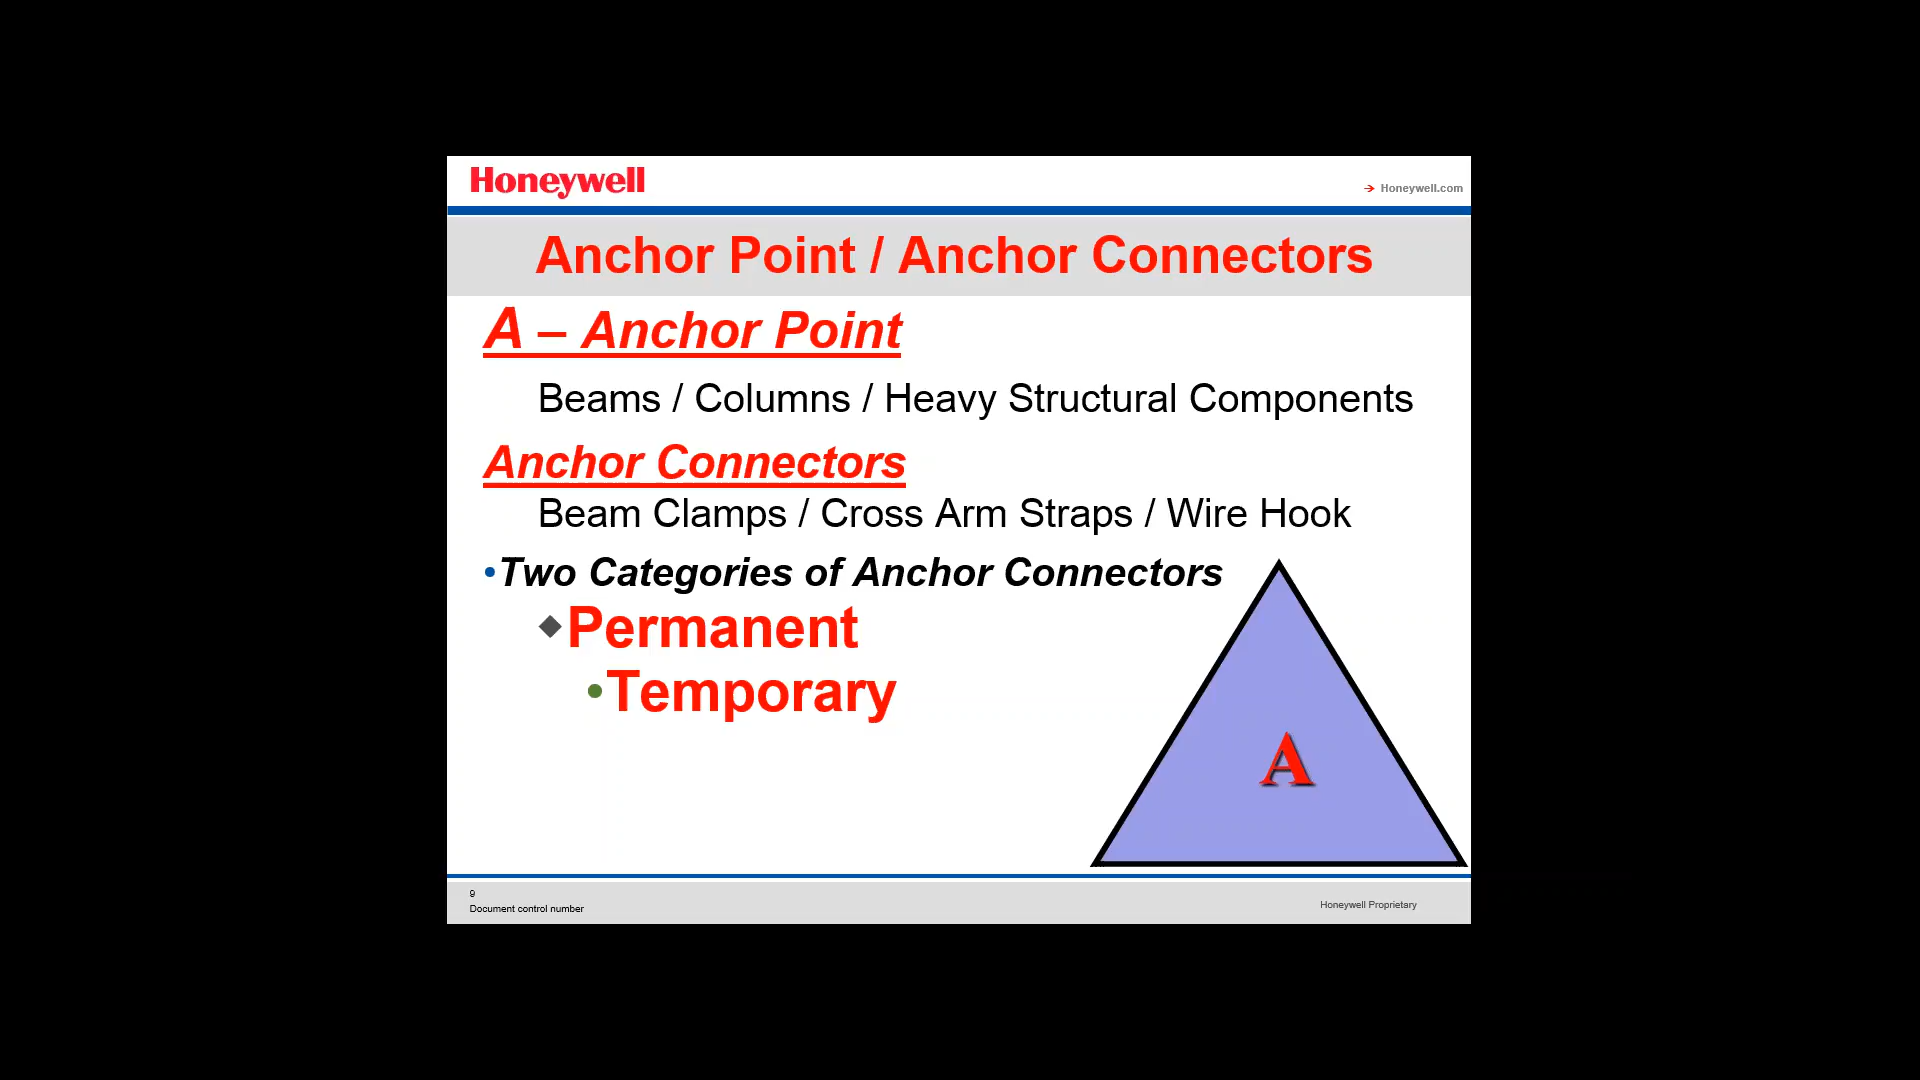 Honeywell
Honeywell.com
Anchor Point / Anchor Connectors
A – Anchor Point
Beams / Columns / Heavy Structural Components
Anchor Connectors
Beam Clamps / Cross Arm Straps / Wire Hook
•Two Categories of Anchor Connectors
◆Permanent
•Temporary
A
9
Document control number
Honeywell Proprietary